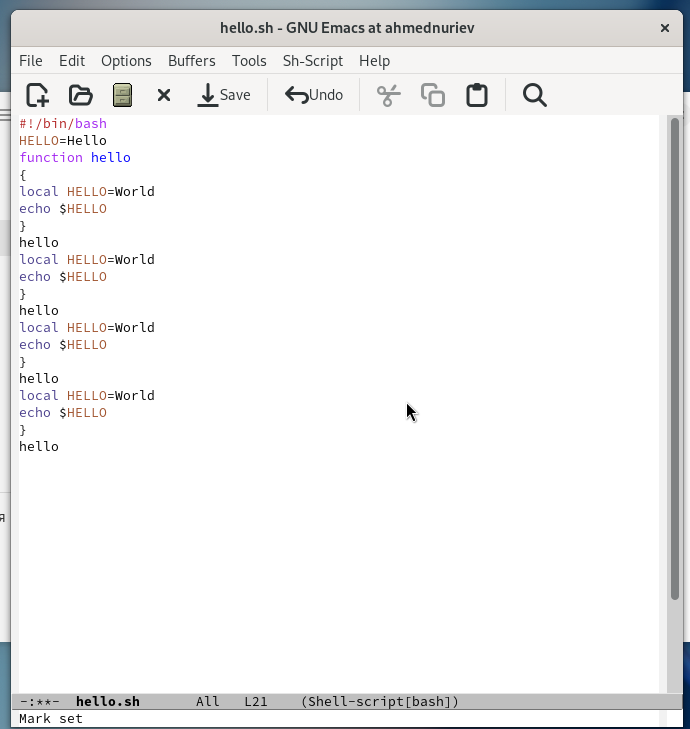 hello.sh - GNU Emacs at ahmednuriev
File Edit Options Buffers Tools Sh-Script Help
Save Undo
#!/bin/bash
HELLO=Hello
function hello
{
local HELLO=World
echo $HELLO
}
hello
local HELLO=World
echo $HELLO
}
hello
local HELLO=World
echo $HELLO
}
hello
local HELLO=World
echo $HELLO
}
hello
я
-:**- hello.sh All L21 (Shell-script[bash])
Mark set